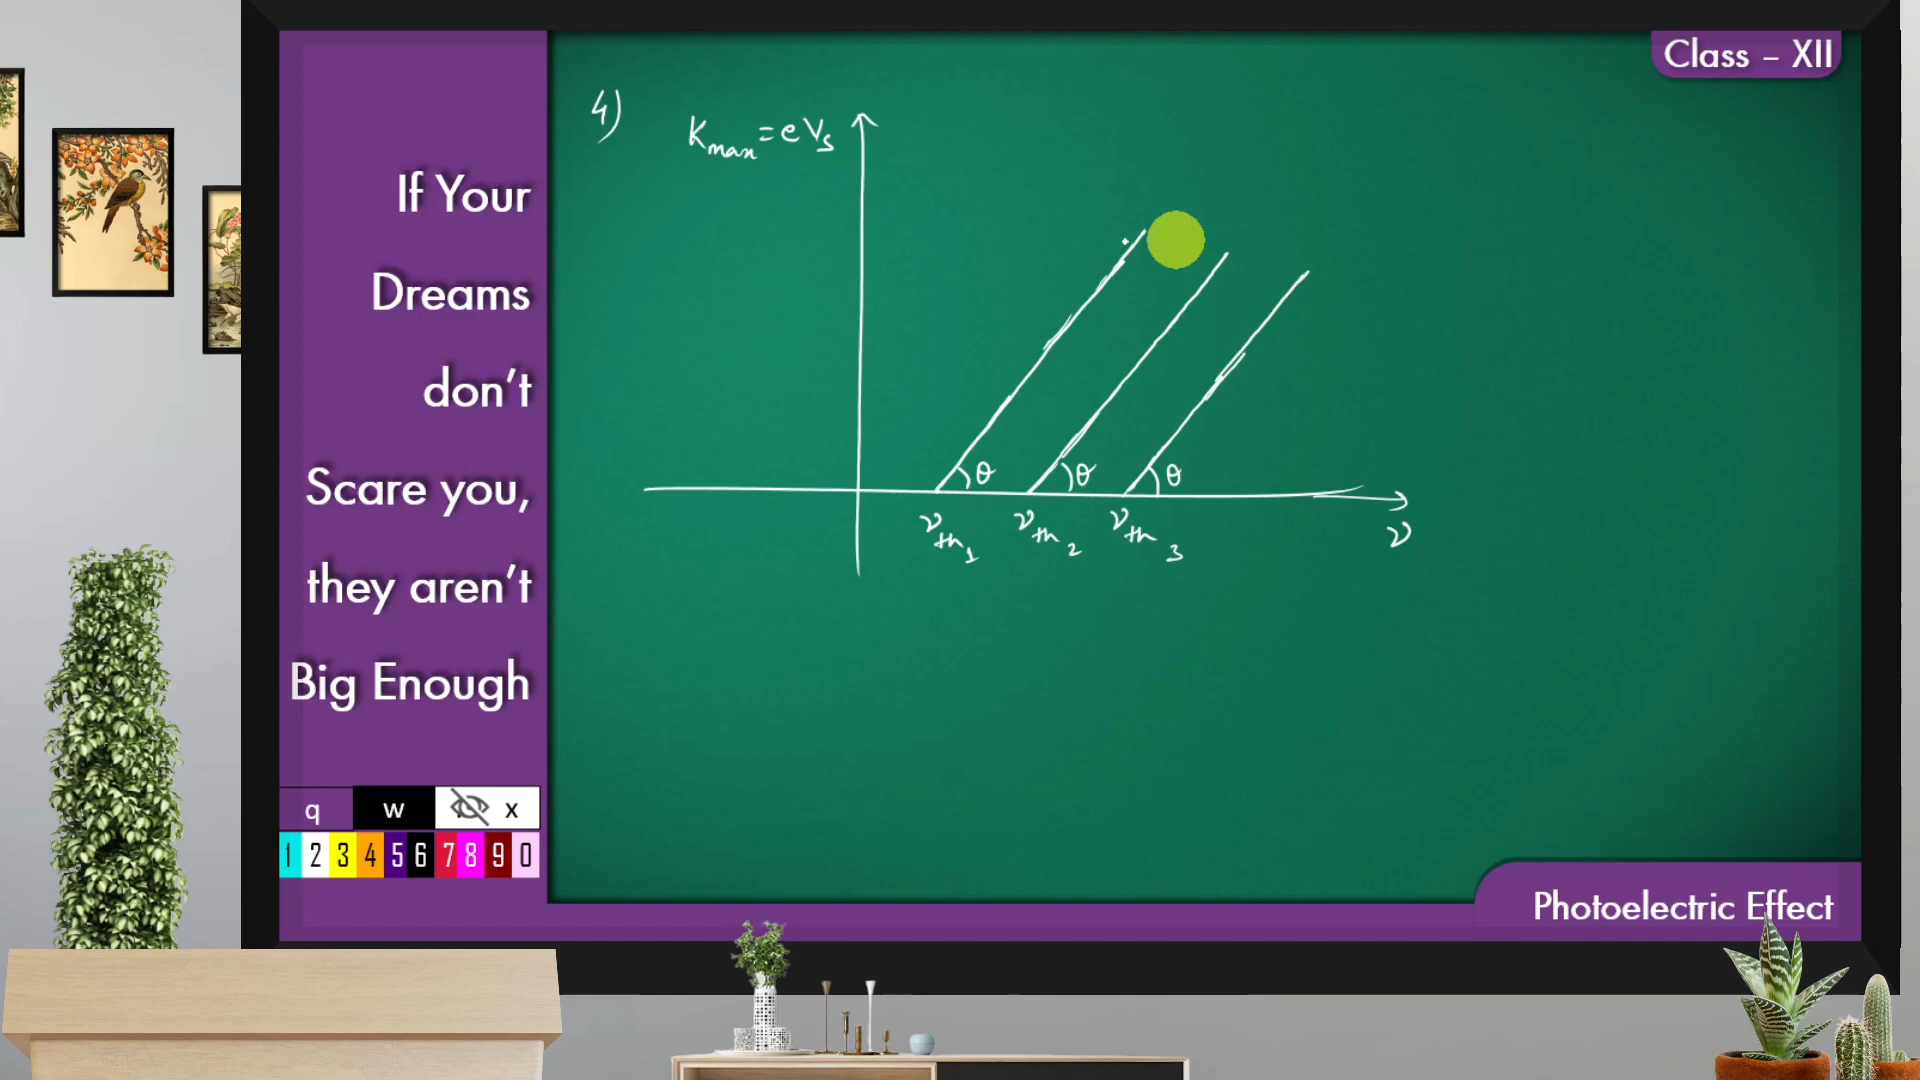 Class – XII
If Your
Dreams
don't
Scare you,
they aren't
Big Enough
4)
Kmax = eVs
θ θ θ
νth1 νth2 νth3
ν
q w x
1 2 3 4 5 6 7 8 9 0
Photoelectric Effect